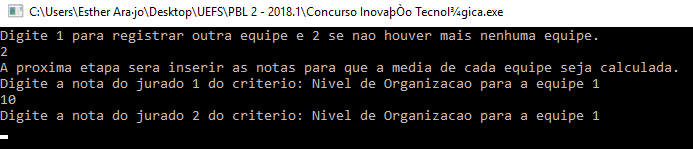 C:\Users\Esther Ara·jo\Desktop\UEFS\PBL 2 - 2018.1\Concurso InovaþÒo Tecnol¾gica.exe
Digite 1 para registrar outra equipe e 2 se nao houver mais nenhuma equipe.
2
A proxima etapa sera inserir as notas para que a media de cada equipe seja calculada.
Digite a nota do jurado 1 do criterio: Nivel de Organizacao para a equipe 1
10
Digite a nota do jurado 2 do criterio: Nivel de Organizacao para a equipe 1